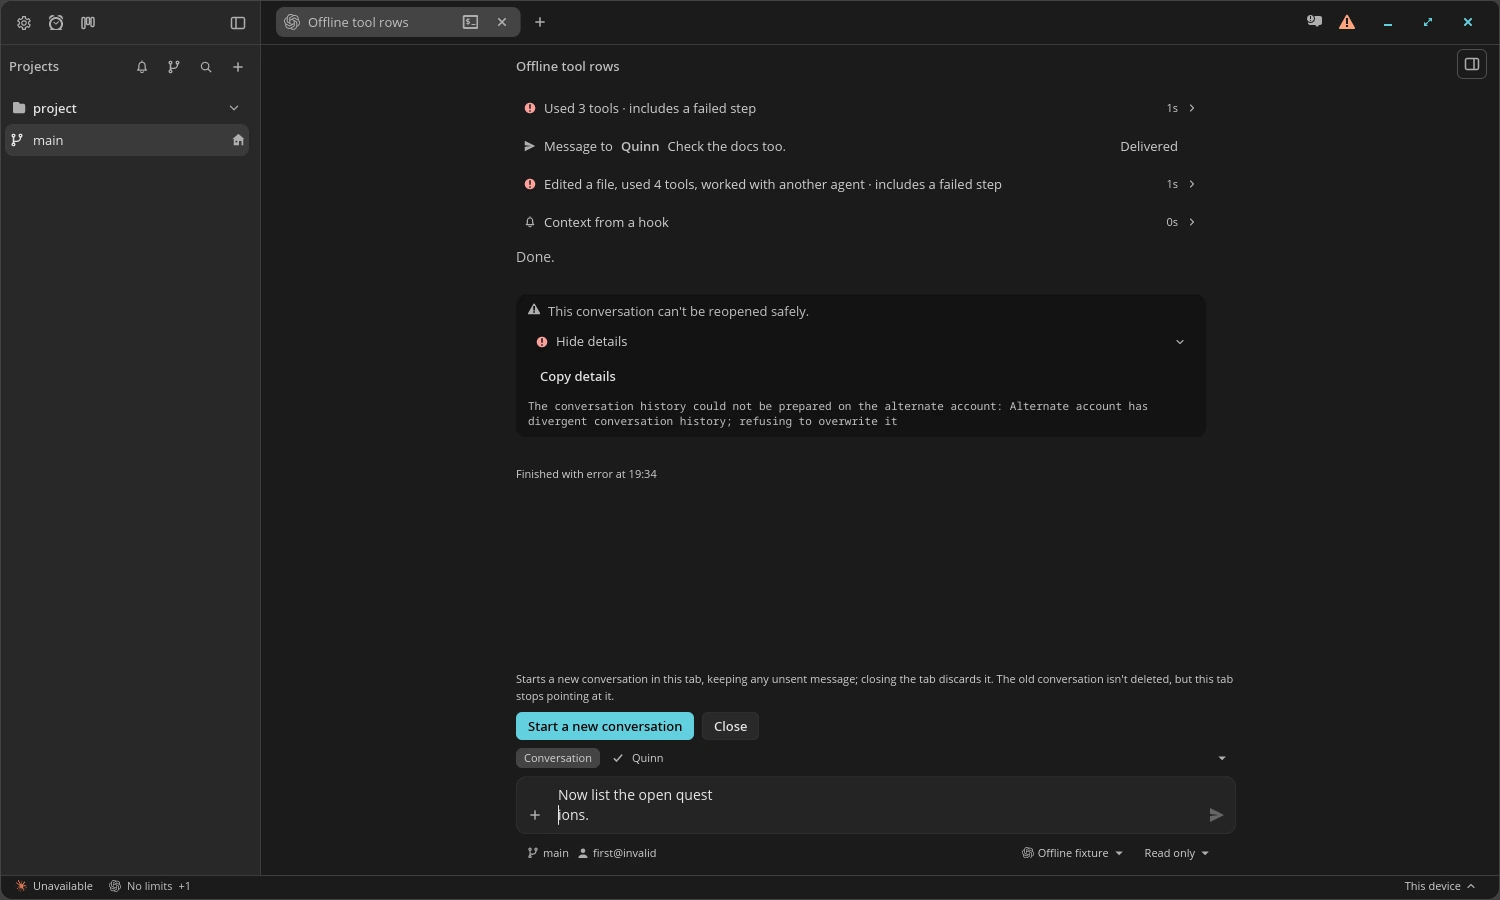 Offline tool rows
Projects
project
main
Offline tool rows
Used 3 tools · includes a failed step 1s
Message to Quinn Check the docs too. Delivered
Edited a file, used 4 tools, worked with another agent · includes a failed step 1s
Context from a hook 0s
Done.
This conversation can't be reopened safely.
Hide details
Copy details
The conversation history could not be prepared on the alternate account: Alternate account has
divergent conversation history; refusing to overwrite it
Finished with error at 19:34
Starts a new conversation in this tab, keeping any unsent message; closing the tab discards it. The old conversation isn't deleted, but this tab
stops pointing at it.
Start a new conversation Close
Conversation Quinn
Now list the open quest
ions.
main first@invalid Offline fixture Read only
Unavailable No limits +1 This device